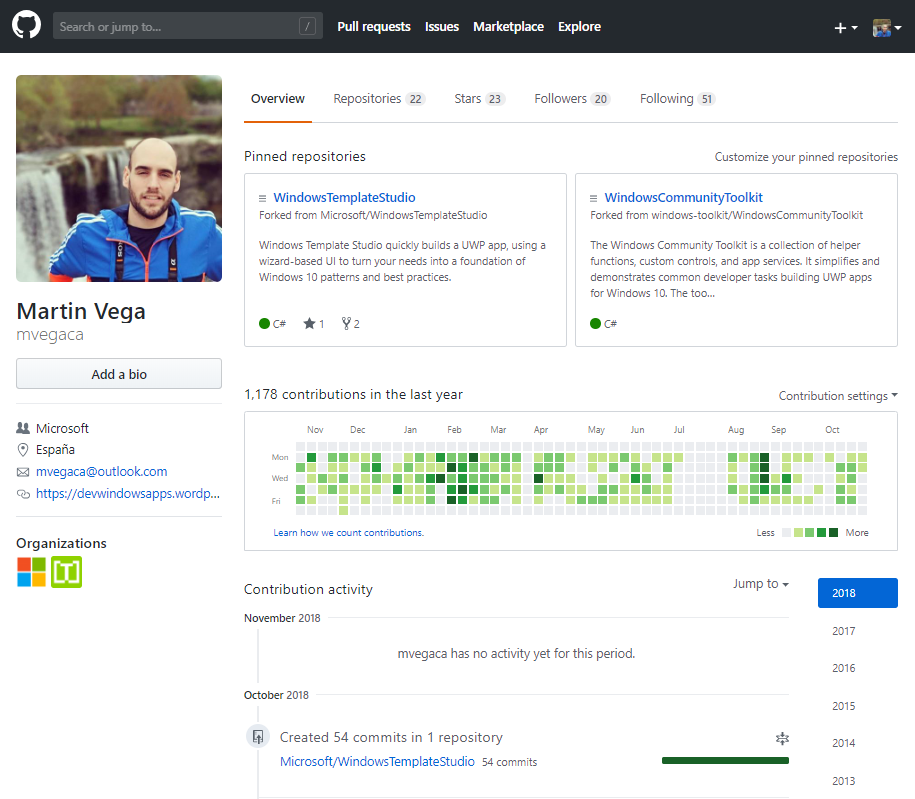 Search or jump to... /
Pull requests Issues Marketplace Explore
Overview Repositories 22 Stars 23 Followers 20 Following 51
Martin Vega
mvegaca
Add a bio
Microsoft
España
mvegaca@outlook.com
https://devwindowsapps.wordp...
Organizations
Pinned repositories
Customize your pinned repositories
WindowsTemplateStudio
Forked from Microsoft/WindowsTemplateStudio
Windows Template Studio quickly builds a UWP app, using a
wizard-based UI to turn your needs into a foundation of
Windows 10 patterns and best practices.
C# 1 2
WindowsCommunityToolkit
Forked from windows-toolkit/WindowsCommunityToolkit
The Windows Community Toolkit is a collection of helper
functions, custom controls, and app services. It simplifies and
demonstrates common developer tasks building UWP apps
for Windows 10. The too...
C#
1,178 contributions in the last year
Contribution settings
Nov Dec Jan Feb Mar Apr May Jun Jul Aug Sep Oct
Mon
Wed
Fri
Learn how we count contributions.
Less More
Contribution activity
Jump to
November 2018
mvegaca has no activity yet for this period.
October 2018
Created 54 commits in 1 repository
Microsoft/WindowsTemplateStudio 54 commits
2018
2017
2016
2015
2014
2013